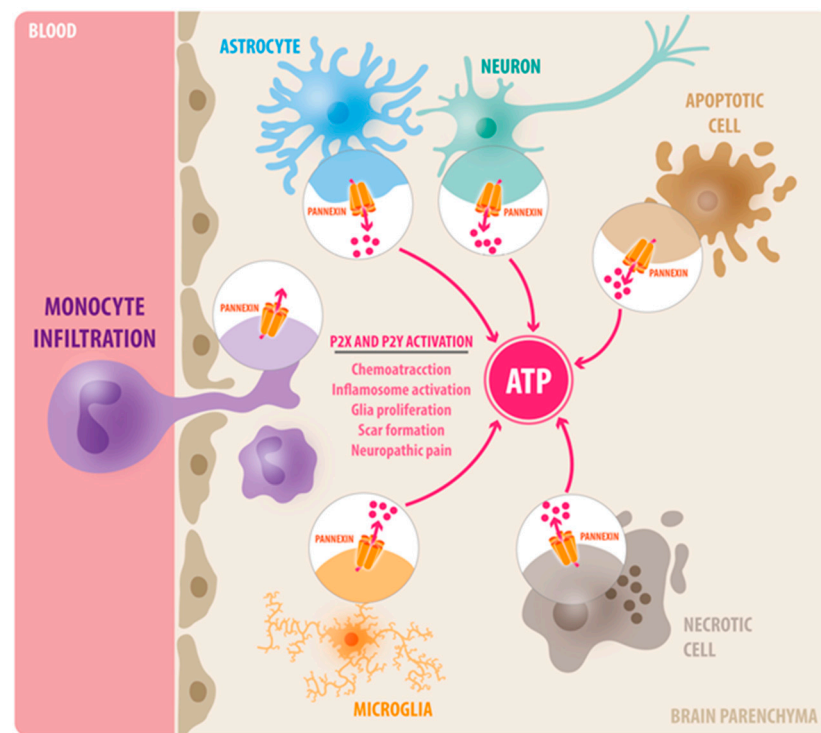 BLOOD
ASTROCYTE
NEURON
APOPTOTIC
CELL
PANNEXIN
PANNEXIN
PANNEXIN
PANNEXIN
MONOCYTE
INFILTRATION
P2X AND P2Y ACTIVATION
Chemoatracction
Inflamosome activation
Glia proliferation
Scar formation
Neuropathic pain
ATP
PANNEXIN
PANNEXIN
NECROTIC
CELL
MICROGLIA
BRAIN PARENCHYMA